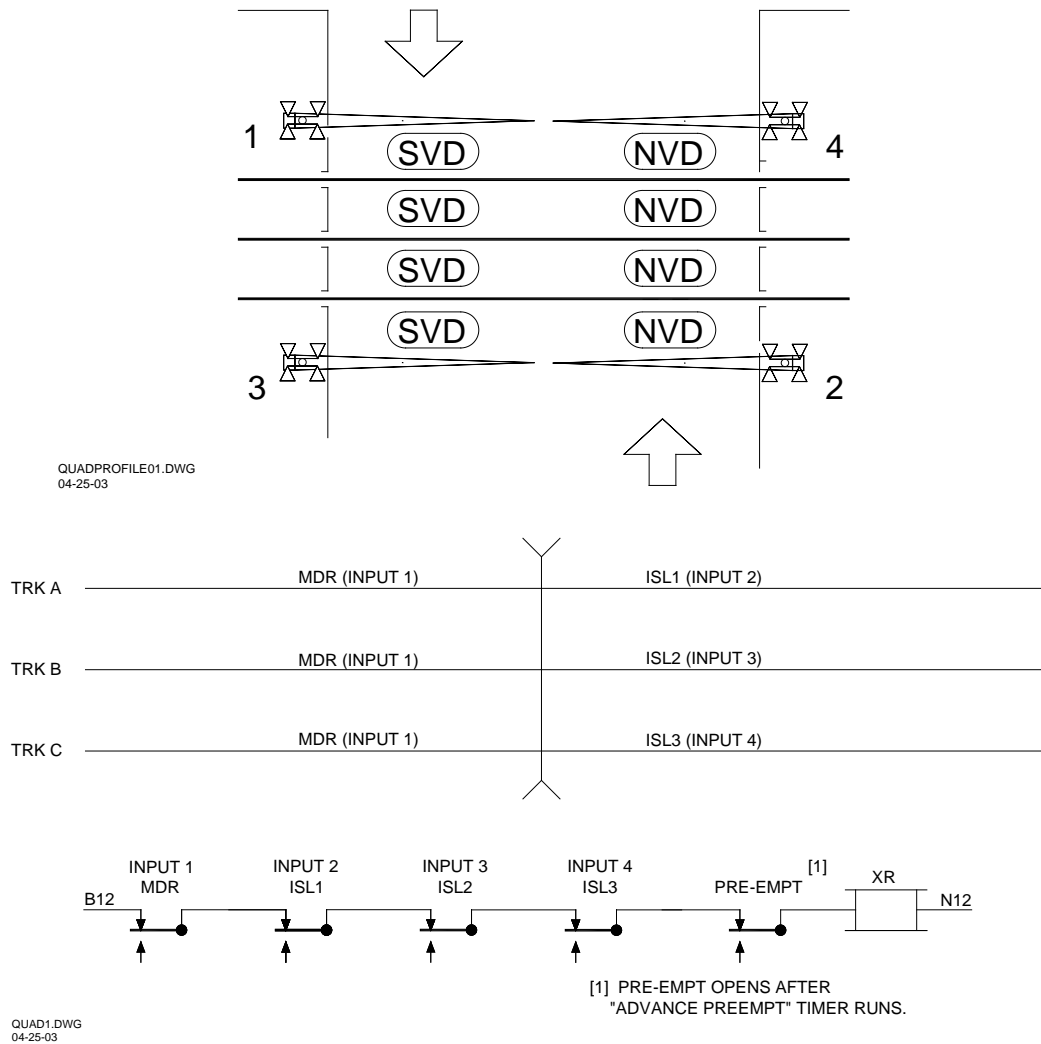 1
4
SVD NVD
SVD NVD
SVD NVD
SVD NVD
3
2
QUADPROFILE01.DWG
04-25-03
TRK A MDR (INPUT 1) ISL1 (INPUT 2)
TRK B MDR (INPUT 1) ISL2 (INPUT 3)
TRK C MDR (INPUT 1) ISL3 (INPUT 4)
B12
INPUT 1
MDR
INPUT 2
ISL1
INPUT 3
ISL2
INPUT 4
ISL3
PRE-EMPT
[1]
XR
N12
[1] PRE-EMPT OPENS AFTER
"ADVANCE PREEMPT" TIMER RUNS.
QUAD1.DWG
04-25-03